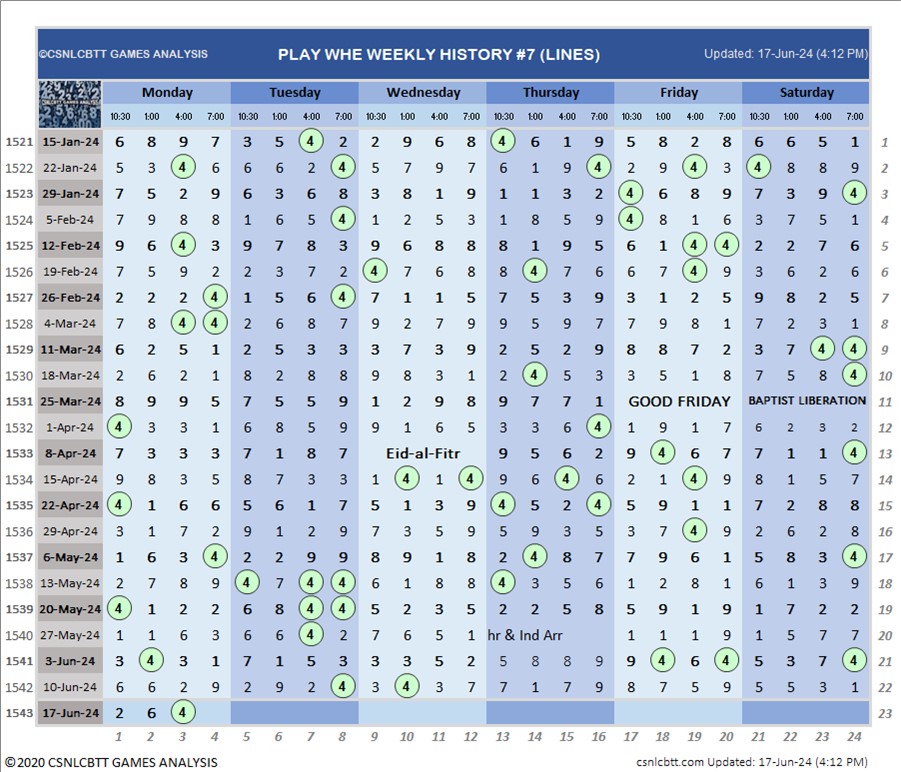 ©CSNLCBTT GAMES ANALYSIS PLAY WHE WEEKLY HISTORY #7 (LINES) Updated: 17-Jun-24 (4:12 PM)
Monday Tuesday Wednesday Thursday Friday Saturday
10:30 1:00 4:00 7:00 10:30 1:00 4:00 7:00 10:30 1:00 4:00 7:00 10:30 1:00 4:00 7:00 10:30 1:00 4:00 7:00 10:30 1:00 4:00 7:00
1521 15-Jan-24 6 8 9 7 3 5 4 2 2 9 6 8 4 6 1 9 5 8 2 8 6 6 5 1 1
1522 22-Jan-24 5 3 4 6 6 6 2 4 5 7 9 7 6 1 9 4 2 9 4 3 4 8 8 9 2
1523 29-Jan-24 7 5 2 9 6 3 6 8 3 8 1 9 1 1 3 2 4 6 8 9 7 3 9 4 3
1524 5-Feb-24 7 9 8 8 1 6 5 4 1 2 5 3 1 8 5 9 4 8 1 6 3 7 5 1 4
1525 12-Feb-24 9 6 4 3 9 7 8 3 9 6 8 8 8 1 9 5 6 1 4 4 2 2 7 6 5
1526 19-Feb-24 7 5 9 2 2 3 7 2 4 7 6 8 8 4 7 6 6 7 4 9 3 6 2 6 6
1527 26-Feb-24 2 2 2 4 1 5 6 4 7 1 1 5 7 5 3 9 3 1 2 5 9 8 2 5 7
1528 4-Mar-24 7 8 4 4 2 6 8 7 9 2 7 9 9 5 9 7 7 9 8 1 7 2 3 1 8
1529 11-Mar-24 6 2 5 1 2 5 3 3 3 7 3 9 2 5 2 9 8 8 7 2 3 7 4 4 9
1530 18-Mar-24 2 6 2 1 8 2 8 8 9 8 3 1 2 4 5 3 3 5 1 8 7 5 8 4 10
1531 25-Mar-24 8 9 9 5 7 5 5 9 1 2 9 8 9 7 7 1 GOOD FRIDAY BAPTIST LIBERATION 11
1532 1-Apr-24 4 3 3 1 6 8 5 9 9 1 6 5 3 3 6 4 1 9 1 7 6 2 3 2 12
1533 8-Apr-24 7 3 3 3 7 1 8 7 Eid-al-Fitr 9 5 6 2 9 4 6 7 7 1 1 4 13
1534 15-Apr-24 9 8 3 5 8 7 3 3 1 4 1 4 9 6 4 6 2 1 4 9 8 1 5 7 14
1535 22-Apr-24 4 1 6 6 5 6 1 7 5 1 3 9 4 5 2 4 5 9 1 1 7 2 8 8 15
1536 29-Apr-24 3 1 7 2 9 1 2 9 7 3 5 9 5 9 3 5 3 7 4 9 2 6 2 8 16
1537 6-May-24 1 6 3 4 2 2 9 9 8 9 1 8 2 4 8 7 7 9 6 1 5 8 3 4 17
1538 13-May-24 2 7 8 9 4 7 4 4 6 1 8 8 4 3 5 6 1 2 8 1 6 1 3 9 18
1539 20-May-24 4 1 2 2 6 8 4 4 5 2 3 5 2 2 5 8 5 9 1 9 1 7 2 2 19
1540 27-May-24 1 1 6 3 6 6 4 2 7 6 5 1 hr & Ind Arr 1 1 1 9 1 5 7 7 20
1541 3-Jun-24 3 4 3 1 7 1 5 3 3 3 5 2 5 8 8 9 9 4 6 4 5 3 7 4 21
1542 10-Jun-24 6 6 2 9 2 9 2 4 3 4 3 7 7 1 7 9 8 7 5 9 5 5 3 1 22
1543 17-Jun-24 2 6 4 23
1 2 3 4 5 6 7 8 9 10 11 12 13 14 15 16 17 18 19 20 21 22 23 24
©2020 CSNLCBTT GAMES ANALYSIS csnlcbtt.com Updated: 17-Jun-24 (4:12 PM)